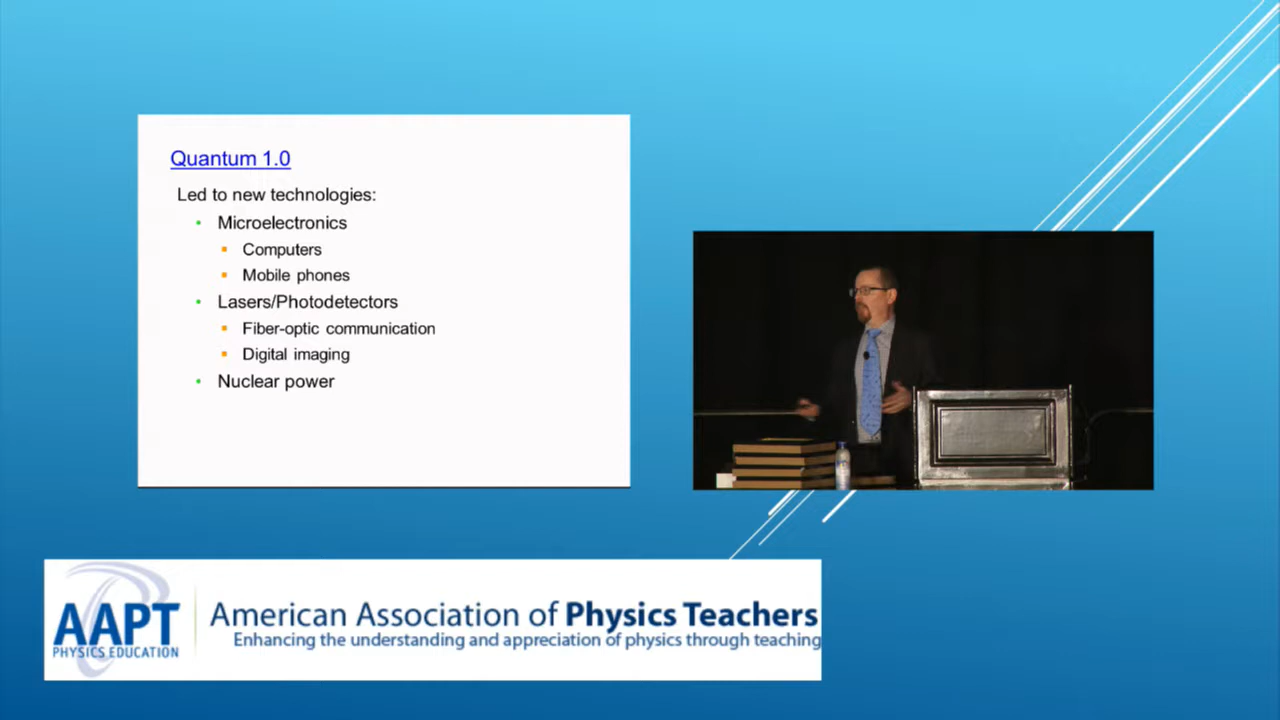 Quantum 1.0
Led to new technologies:
• Microelectronics
▪ Computers
▪ Mobile phones
• Lasers/Photodetectors
▪ Fiber-optic communication
▪ Digital imaging
• Nuclear power
AAPT
PHYSICS EDUCATION
American Association of Physics Teachers
Enhancing the understanding and appreciation of physics through teaching